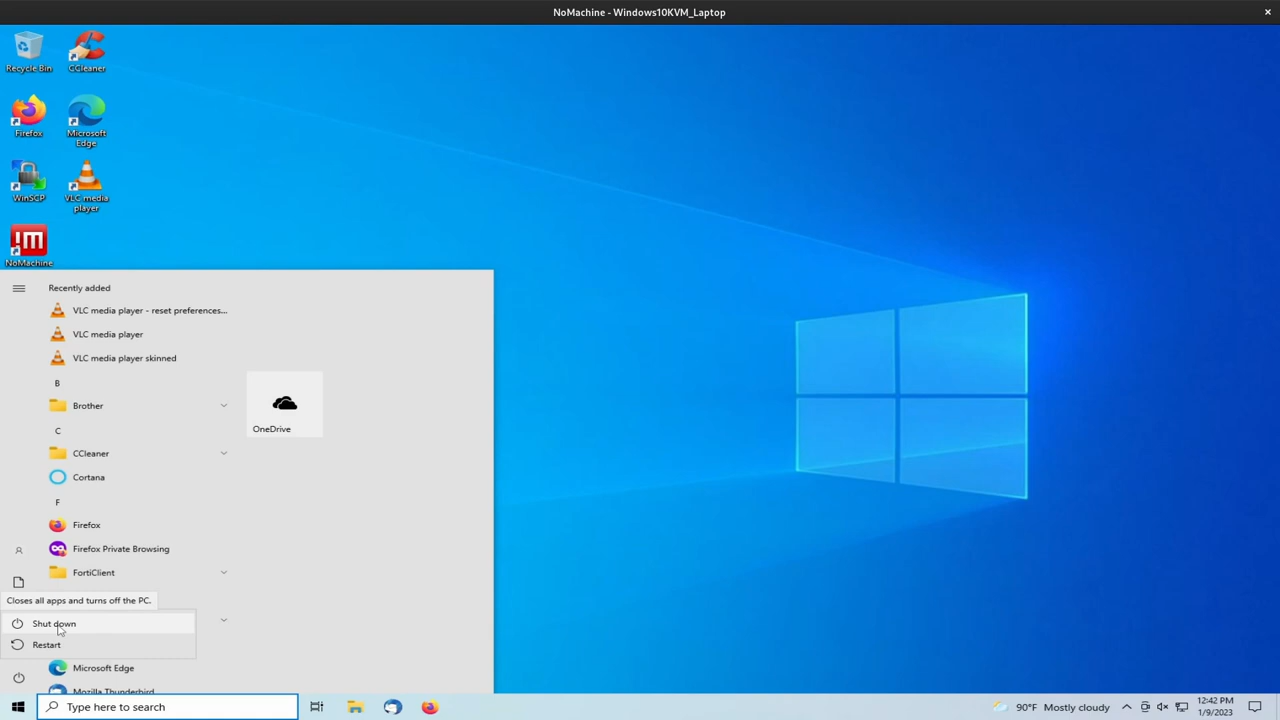 NoMachine - Windows10KVM_Laptop
Recycle Bin
CCleaner
Firefox
Microsoft
Edge
WinSCP
VLC media
player
!M
NoMachine
Recently added
VLC media player - reset preferences...
VLC media player
VLC media player skinned
B
Brother
OneDrive
C
CCleaner
Cortana
F
Firefox
Firefox Private Browsing
FortiClient
Closes all apps and turns off the PC.
Shut down
Restart
Microsoft Edge
Mozilla Thunderbird
Type here to search
90°F Mostly cloudy
12:42 PM
1/9/2023